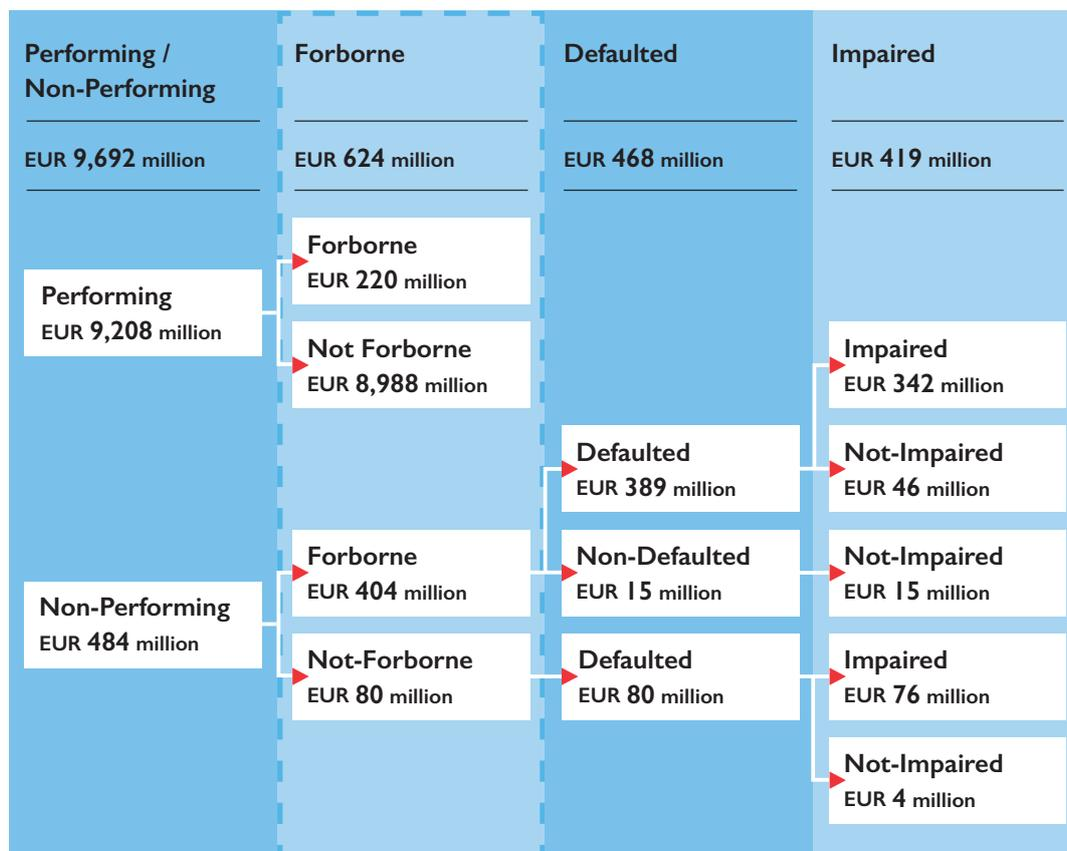 Performing /
Non-Performing
EUR 9,692 million
Performing
EUR 9,208 million
Non-Performing
EUR 484 million
Forborne
EUR 624 million
Forborne
EUR 220 million
Not Forborne
EUR 8,988 million
Forborne
EUR 404 million
Not-Forborne
EUR 80 million
Defaulted
EUR 468 million
Defaulted
EUR 389 million
Non-Defaulted
EUR 15 million
Defaulted
EUR 80 million
Impaired
EUR 419 million
Impaired
EUR 342 million
Not-Impaired
EUR 46 million
Not-Impaired
EUR 15 million
Impaired
EUR 76 million
Not-Impaired
EUR 4 million